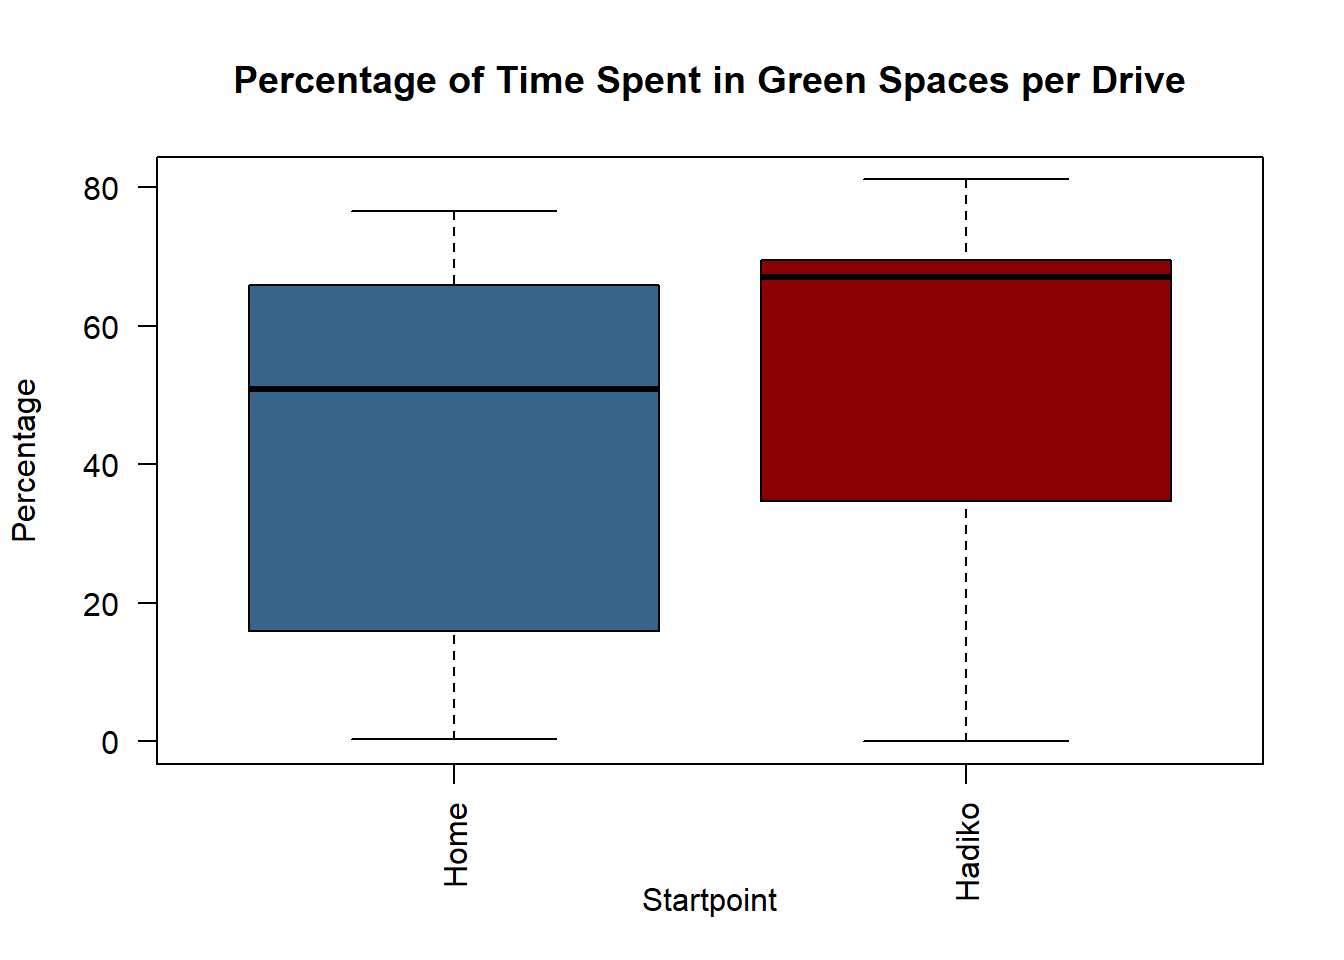 Percentage of Time Spent in Green Spaces per Drive
80
60
40
20
0
Percentage
Home
Hadiko
Startpoint